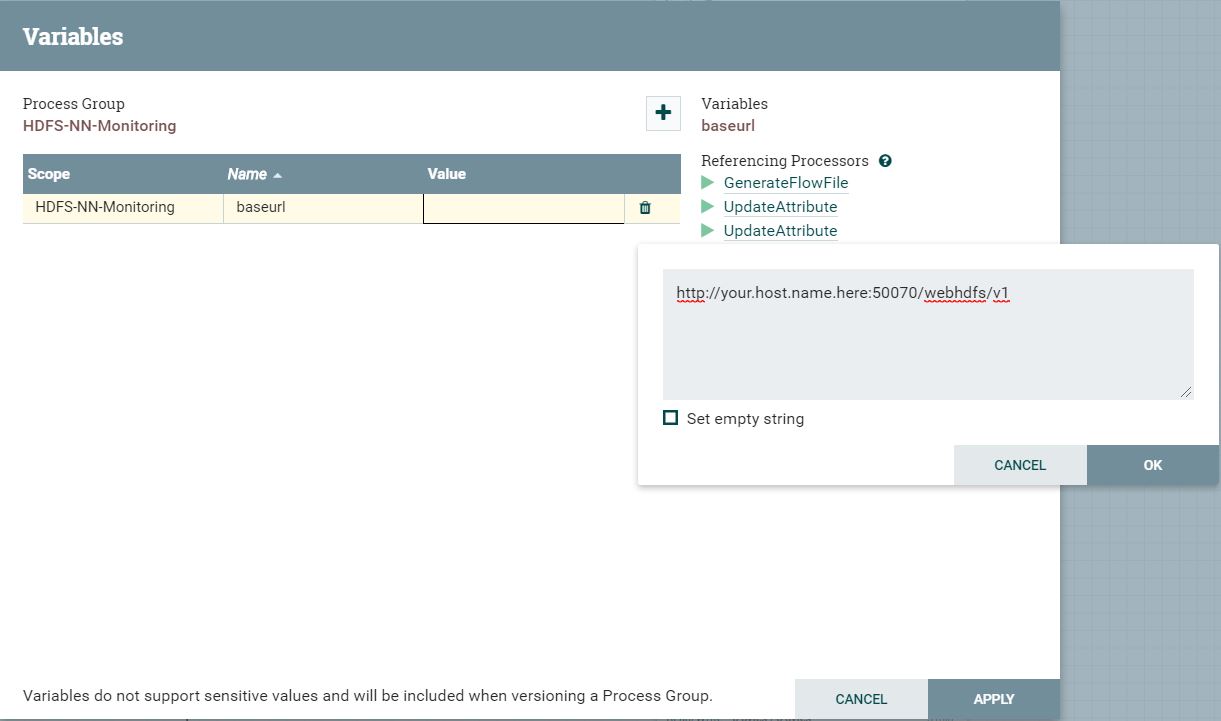 Variables
Process Group
HDFS-NN-Monitoring
Variables
baseurl
Scope Name Value
HDFS-NN-Monitoring baseurl
Referencing Processors
GenerateFlowFile
UpdateAttribute
UpdateAttribute
http://your.host.name.here:50070/webhdfs/v1
Set empty string
CANCEL OK
Variables do not support sensitive values and will be included when versioning a Process Group.
CANCEL APPLY